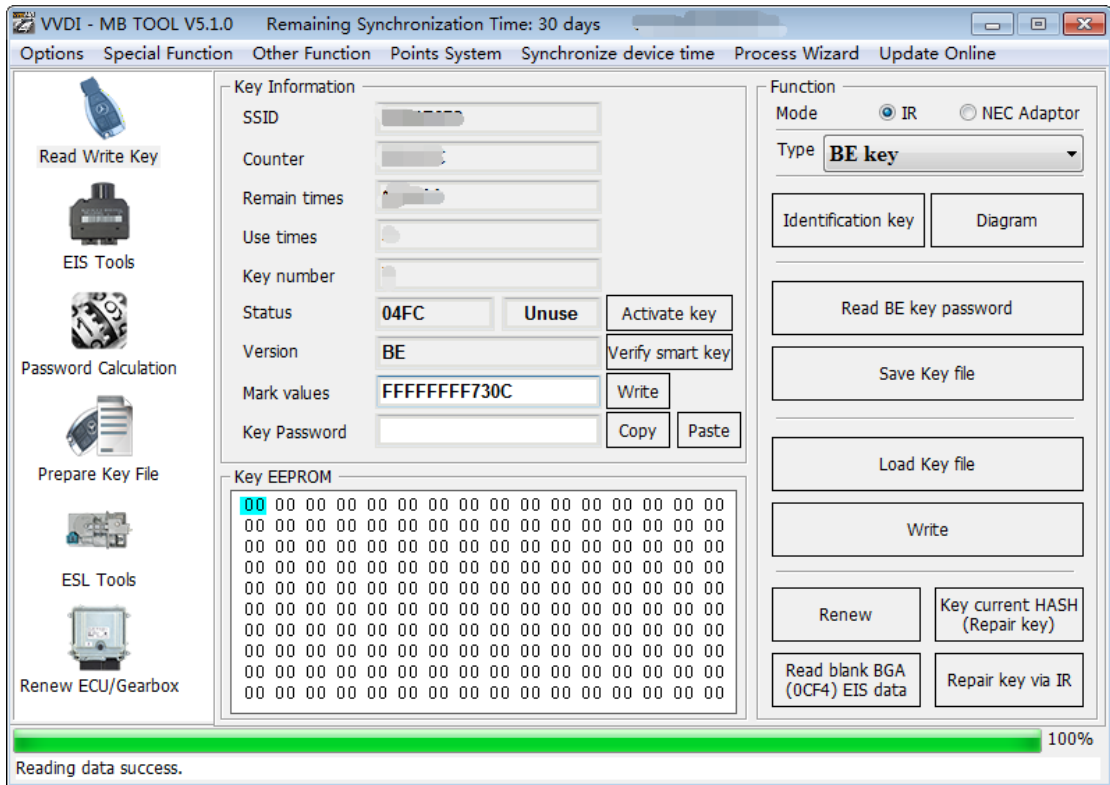 VVDI - MB TOOL V5.1.0 Remaining Synchronization Time: 30 days
Options Special Function Other Function Points System Synchronize device time Process Wizard Update Online
Read Write Key
EIS Tools
Password Calculation
Prepare Key File
ESL Tools
Renew ECU/Gearbox
Key Information
SSID
Counter
Remain times
Use times
Key number
Status 04FC Unuse Activate key
Version BE Verify smart key
Mark values FFFFFFFF730C Write
Key Password Copy Paste
Key EEPROM
00 00 00 00 00 00 00 00 00 00 00 00 00 00 00 00
00 00 00 00 00 00 00 00 00 00 00 00 00 00 00 00
00 00 00 00 00 00 00 00 00 00 00 00 00 00 00 00
00 00 00 00 00 00 00 00 00 00 00 00 00 00 00 00
00 00 00 00 00 00 00 00 00 00 00 00 00 00 00 00
00 00 00 00 00 00 00 00 00 00 00 00 00 00 00 00
00 00 00 00 00 00 00 00 00 00 00 00 00 00 00 00
00 00 00 00 00 00 00 00 00 00 00 00 00 00 00 00
00 00 00 00 00 00 00 00 00 00 00 00 00 00 00 00
00 00 00 00 00 00 00 00 00 00 00 00 00 00 00 00
Function
Mode IR NEC Adaptor
Type BE key
Identification key Diagram
Read BE key password
Save Key file
Load Key file
Write
Renew
Key current HASH
(Repair key)
Read blank BGA
(0CF4) EIS data
Repair key via IR
100%
Reading data success.